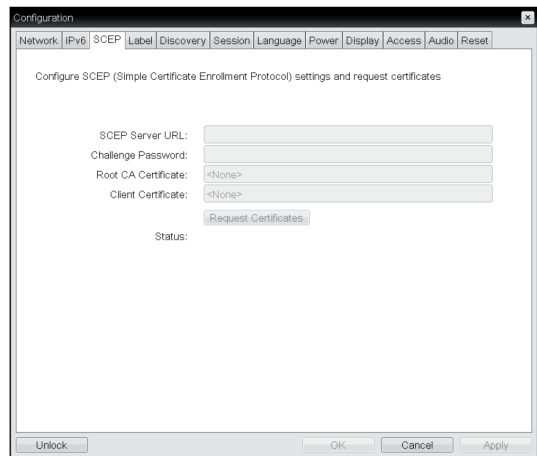 Configuration
Network IPv6 SCEP Label Discovery Session Language Power Display Access Audio Reset
Configure SCEP (Simple Certificate Enrollment Protocol) settings and request certificates
SCEP Server URL:
Challenge Password:
Root CA Certificate: <None>
Client Certificate: <None>
Request Certificates
Status:
Unlock OK Cancel Apply